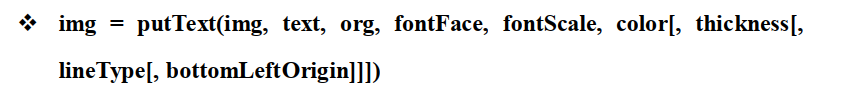 ❖ img = putText(img, text, org, fontFace, fontScale, color[, thickness[,
lineType[, bottomLeftOrigin]]])